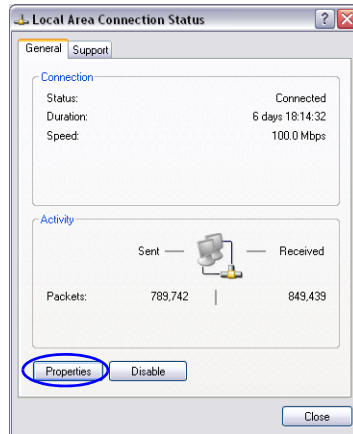 Local Area Connection Status
General Support
Connection
Status: Connected
Duration: 6 days 18:14:32
Speed: 100.0 Mbps
Activity
Sent — — Received
Packets: 789,742 | 849,439
Properties Disable
Close